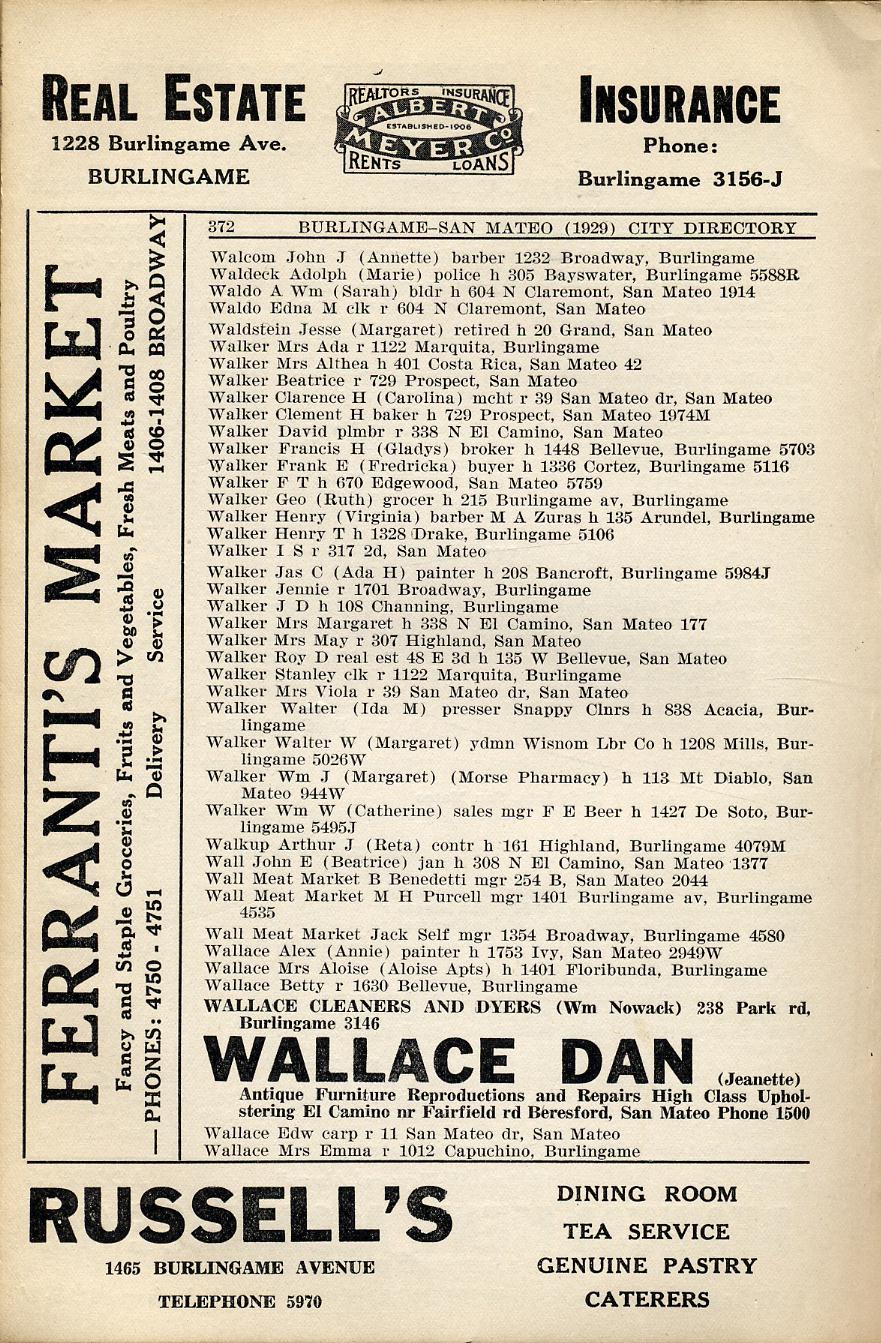 REAL ESTATE
1228 Burlingame Ave.
BURLINGAME
REALTORS INSURANCE
ALBERT
ESTABLISHED-1906
MEYER Co
RENTS LOANS
INSURANCE
Phone:
Burlingame 3156-J
FERRANTI'S MARKET
Fancy and Staple Groceries, Fruits and Vegetables, Fresh Meats and Poultry
—PHONES: 4750 - 4751 Delivery Service 1406-1408 BROADWAY
372 BURLINGAME–SAN MATEO (1929) CITY DIRECTORY
Walcom John J (Annette) barber 1232 Broadway, Burlingame
Waldeck Adolph (Marie) police h 305 Bayswater, Burlingame 5588R
Waldo A Wm (Sarah) bldr h 604 N Claremont, San Mateo 1914
Waldo Edna M clk r 604 N Claremont, San Mateo
Waldstein Jesse (Margaret) retired h 20 Grand, San Mateo
Walker Mrs Ada r 1122 Marquita, Burlingame
Walker Mrs Althea h 401 Costa Rica, San Mateo 42
Walker Beatrice r 729 Prospect, San Mateo
Walker Clarence H (Carolina) mcht r 39 San Mateo dr, San Mateo
Walker Clement H baker h 729 Prospect, San Mateo 1974M
Walker David plmbr r 338 N El Camino, San Mateo
Walker Francis H (Gladys) broker h 1448 Bellevue, Burlingame 5703
Walker Frank E (Fredricka) buyer h 1336 Cortez, Burlingame 5116
Walker F T h 670 Edgewood, San Mateo 5759
Walker Geo (Ruth) grocer h 215 Burlingame av, Burlingame
Walker Henry (Virginia) barber M A Zuras h 135 Arundel, Burlingame
Walker Henry T h 1328 Drake, Burlingame 5106
Walker I S r 317 2d, San Mateo
Walker Jas C (Ada H) painter h 208 Bancroft, Burlingame 5984J
Walker Jennie r 1701 Broadway, Burlingame
Walker J D h 108 Channing, Burlingame
Walker Mrs Margaret h 338 N El Camino, San Mateo 177
Walker Mrs May r 307 Highland, San Mateo
Walker Roy D real est 48 E 3d h 135 W Bellevue, San Mateo
Walker Stanley clk r 1122 Marquita, Burlingame
Walker Mrs Viola r 39 San Mateo dr, San Mateo
Walker Walter (Ida M) presser Snappy Clnrs h 838 Acacia, Bur-
lingame
Walker Walter W (Margaret) ydmn Wisnom Lbr Co h 1208 Mills, Bur-
lingame 5026W
Walker Wm J (Margaret) (Morse Pharmacy) h 113 Mt Diablo, San
Mateo 944W
Walker Wm W (Catherine) sales mgr F E Beer h 1427 De Soto, Bur-
lingame 5495J
Walkup Arthur J (Reta) contr h 161 Highland, Burlingame 4079M
Wall John E (Beatrice) jan h 308 N El Camino, San Mateo 1377
Wall Meat Market B Benedetti mgr 254 B, San Mateo 2044
Wall Meat Market M H Purcell mgr 1401 Burlingame av, Burlingame
4535
Wall Meat Market Jack Self mgr 1354 Broadway, Burlingame 4580
Wallace Alex (Annie) painter h 1753 Ivy, San Mateo 2949W
Wallace Mrs Aloise (Aloise Apts) h 1401 Floribunda, Burlingame
Wallace Betty r 1630 Bellevue, Burlingame
WALLACE CLEANERS AND DYERS (Wm Nowack) 238 Park rd,
Burlingame 3146
WALLACE DAN (Jeanette)
Antique Furniture Reproductions and Repairs High Class Uphol-
stering El Camino nr Fairfield rd Beresford, San Mateo Phone 1500
Wallace Edw carp r 11 San Mateo dr, San Mateo
Wallace Mrs Emma r 1012 Capuchino, Burlingame
RUSSELL'S
1465 BURLINGAME AVENUE
TELEPHONE 5970
DINING ROOM
TEA SERVICE
GENUINE PASTRY
CATERERS